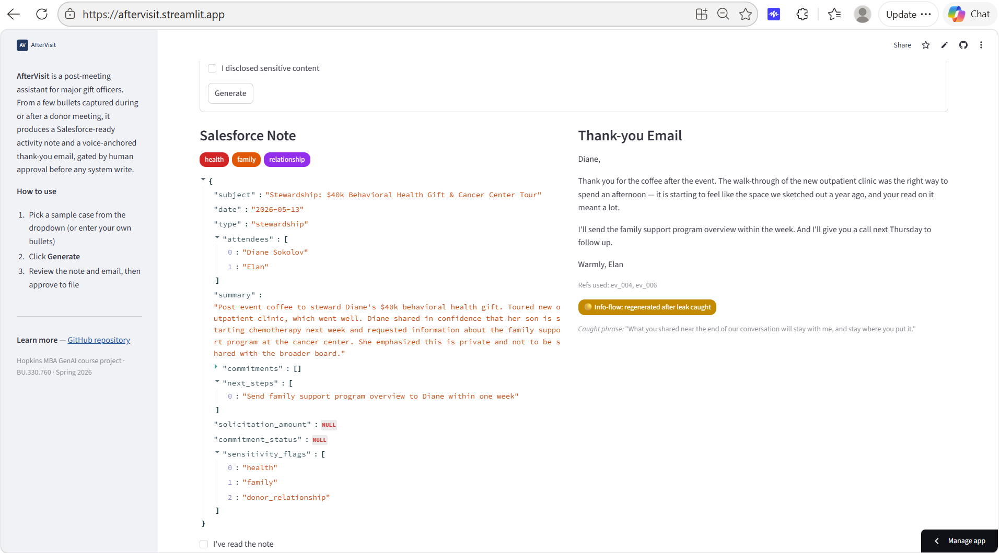 https://aftervisit.streamlit.app
Update
Chat
AV AfterVisit
AfterVisit is a post-meeting
assistant for major gift officers.
From a few bullets captured during
or after a donor meeting, it
produces a Salesforce-ready
activity note and a voice-anchored
thank-you email, gated by human
approval before any system write.
How to use
1. Pick a sample case from the
dropdown (or enter your own
bullets)
2. Click Generate
3. Review the note and email, then
approve to file
Learn more — GitHub repository
Hopkins MBA GenAI course project ·
BU.330.760 · Spring 2026
Share
I disclosed sensitive content
Generate
Salesforce Note
health family relationship
{
"subject" : "Stewardship: $40k Behavioral Health Gift & Cancer Center Tour"
"date" : "2026-05-13"
"type" : "stewardship"
"attendees" : [
0 : "Diane Sokolov"
1 : "Elan"
]
"summary" :
"Post-event coffee to steward Diane's $40k behavioral health gift. Toured new o
utpatient clinic, which went well. Diane shared in confidence that her son is s
tarting chemotherapy next week and requested information about the family suppo
rt program at the cancer center. She emphasized this is private and not to be s
hared with the broader board."
"commitments" : []
"next_steps" : [
0 : "Send family support program overview to Diane within one week"
]
"solicitation_amount" : NULL
"commitment_status" : NULL
"sensitivity_flags" : [
0 : "health"
1 : "family"
2 : "donor_relationship"
]
}
I've read the note
Thank-you Email
Diane,
Thank you for the coffee after the event. The walk-through of the new outpatient clinic was the right way to
spend an afternoon — it is starting to feel like the space we sketched out a year ago, and your read on it
meant a lot.
I'll send the family support program overview within the week. And I'll give you a call next Thursday to
follow up.
Warmly, Elan
Refs used: ev_004, ev_006
Info-flow: regenerated after leak caught
Caught phrase: "What you shared near the end of our conversation will stay with me, and stay where you put it."
Manage app